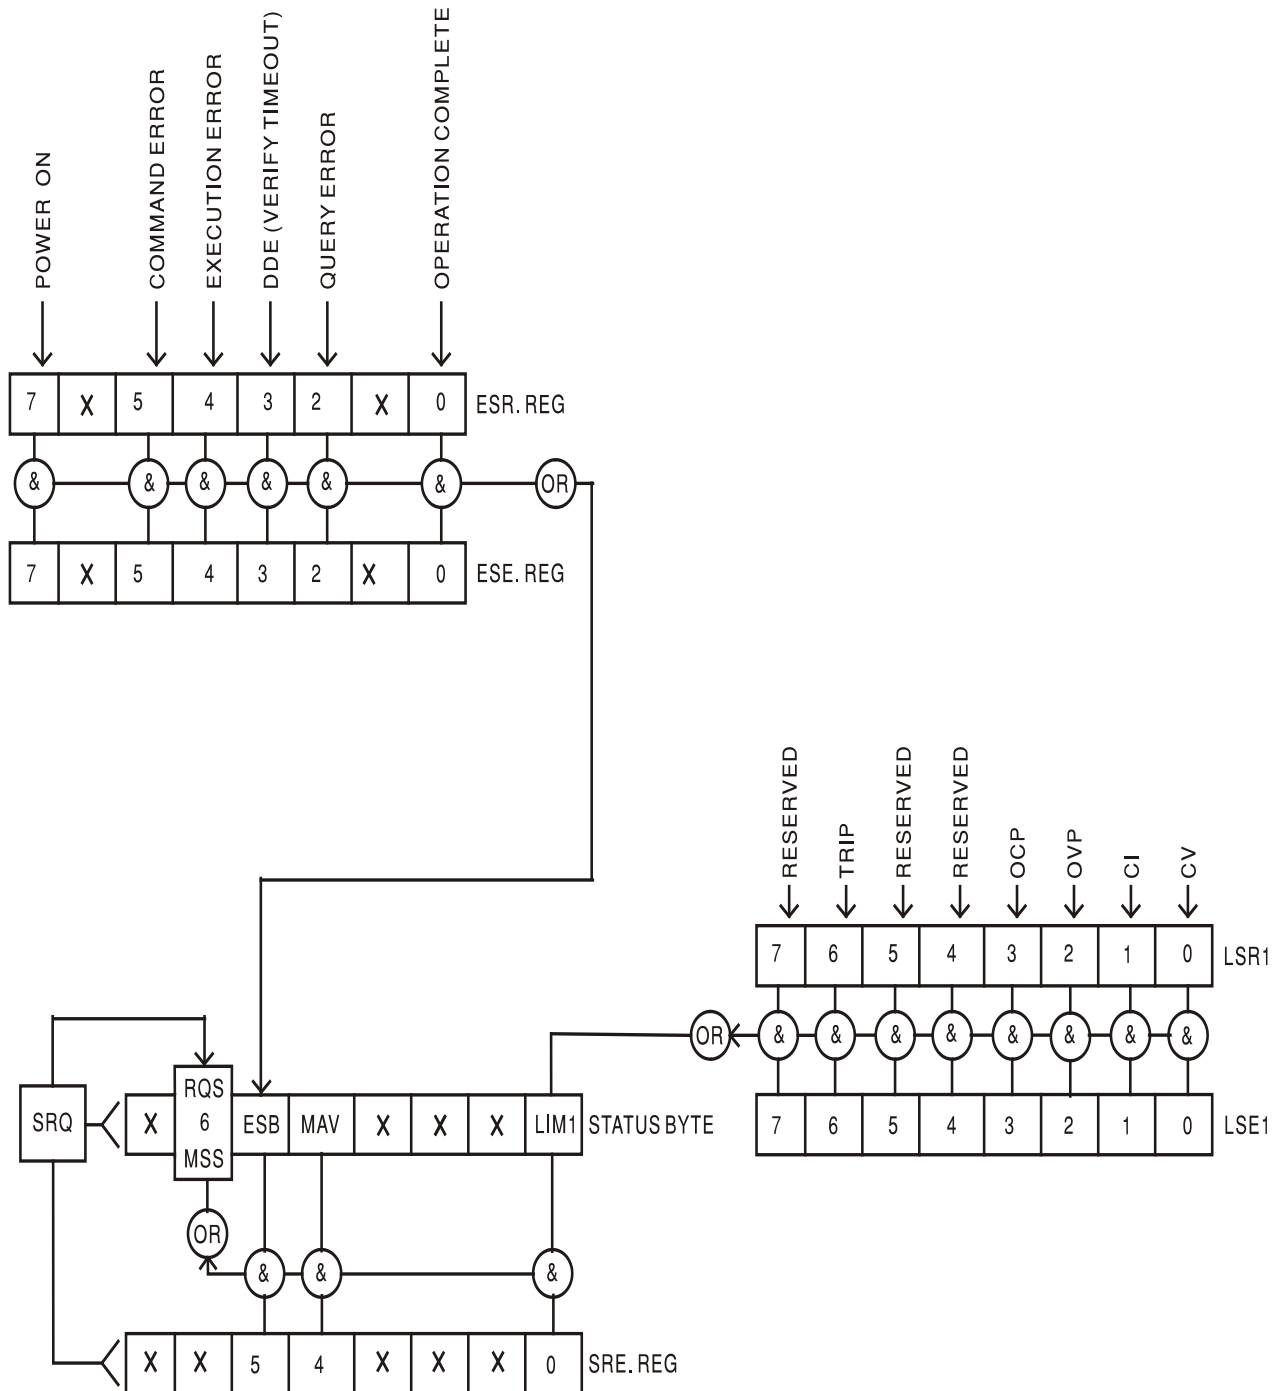 POWER ON
COMMAND ERROR
EXECUTION ERROR
DDE (VERIFY TIMEOUT)
QUERY ERROR
OPERATION COMPLETE
7 X 5 4 3 2 X 0 ESR. REG
& & & & & & OR
7 X 5 4 3 2 X 0 ESE. REG
RESERVED
TRIP
RESERVED
RESERVED
OCP
OVP
CI
CV
7 6 5 4 3 2 1 0 LSR1
OR & & & & & & & &
7 6 5 4 3 2 1 0 LSE1
SRQ
X RQS 6 MSS ESB MAV X X X LIM1 STATUS BYTE
OR
& & &
X X 5 4 X X X 0 SRE. REG